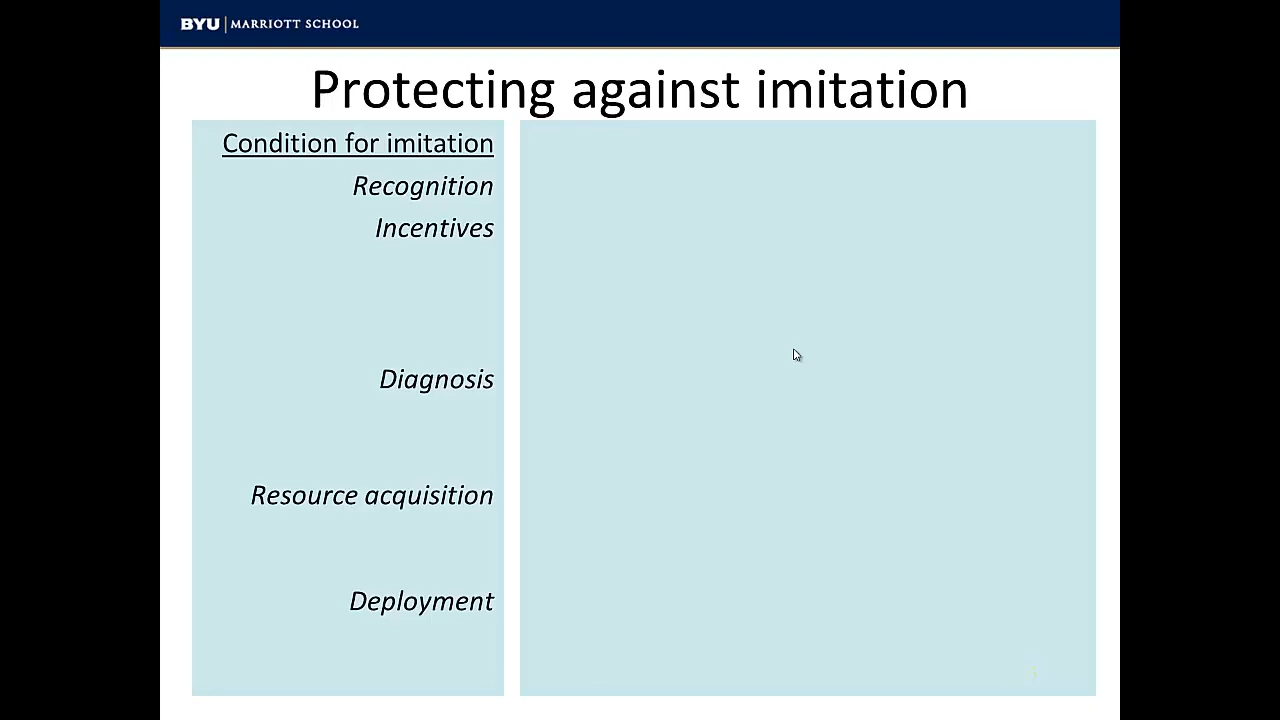 BYU | MARRIOTT SCHOOL
Protecting against imitation
Condition for imitation
Recognition
Incentives
Diagnosis
Resource acquisition
Deployment